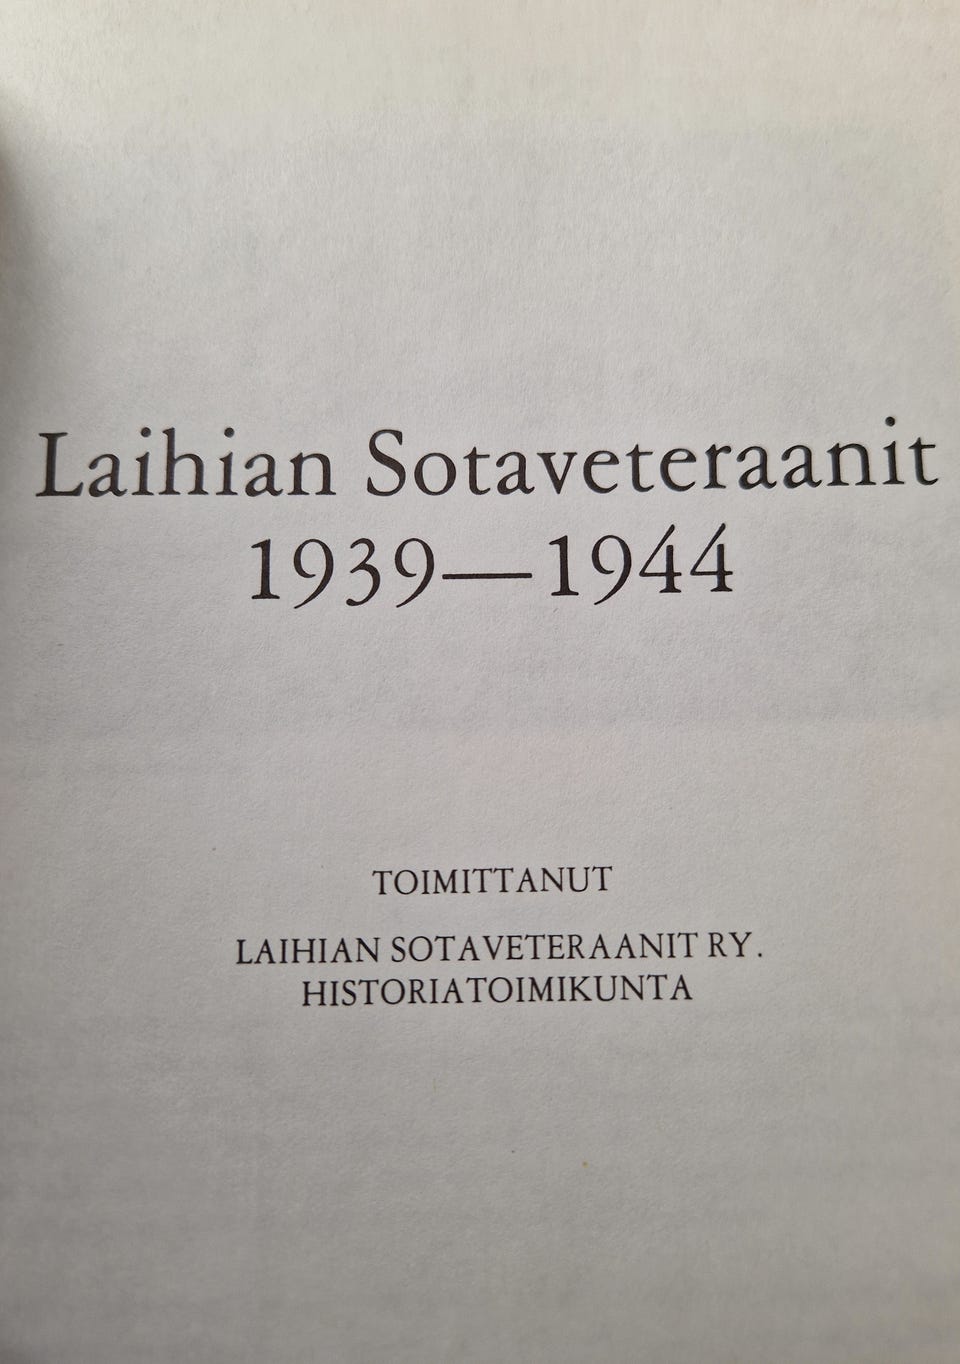 Laihian Sotaveteraanit
1939—1944
TOIMITTANUT
LAIHIAN SOTAVETERAANIT RY.
HISTORIATOIMIKUNTA